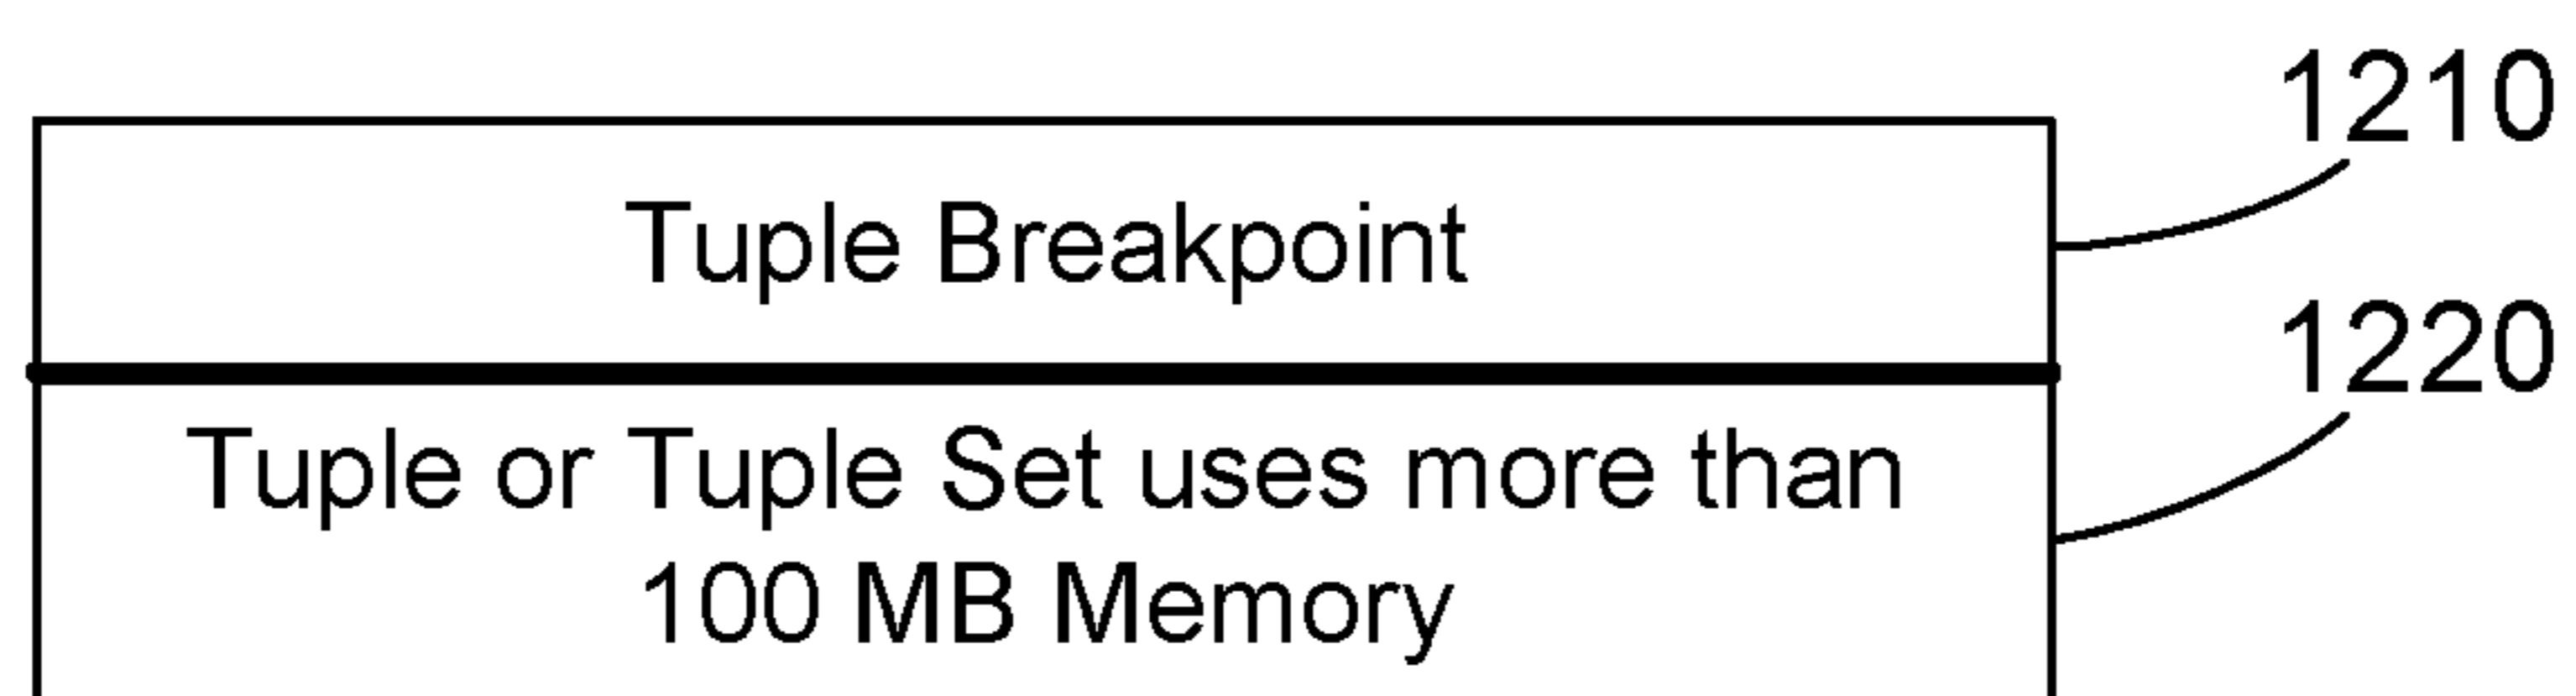 1210
Tuple Breakpoint
1220
Tuple or Tuple Set uses more than
100 MB Memory